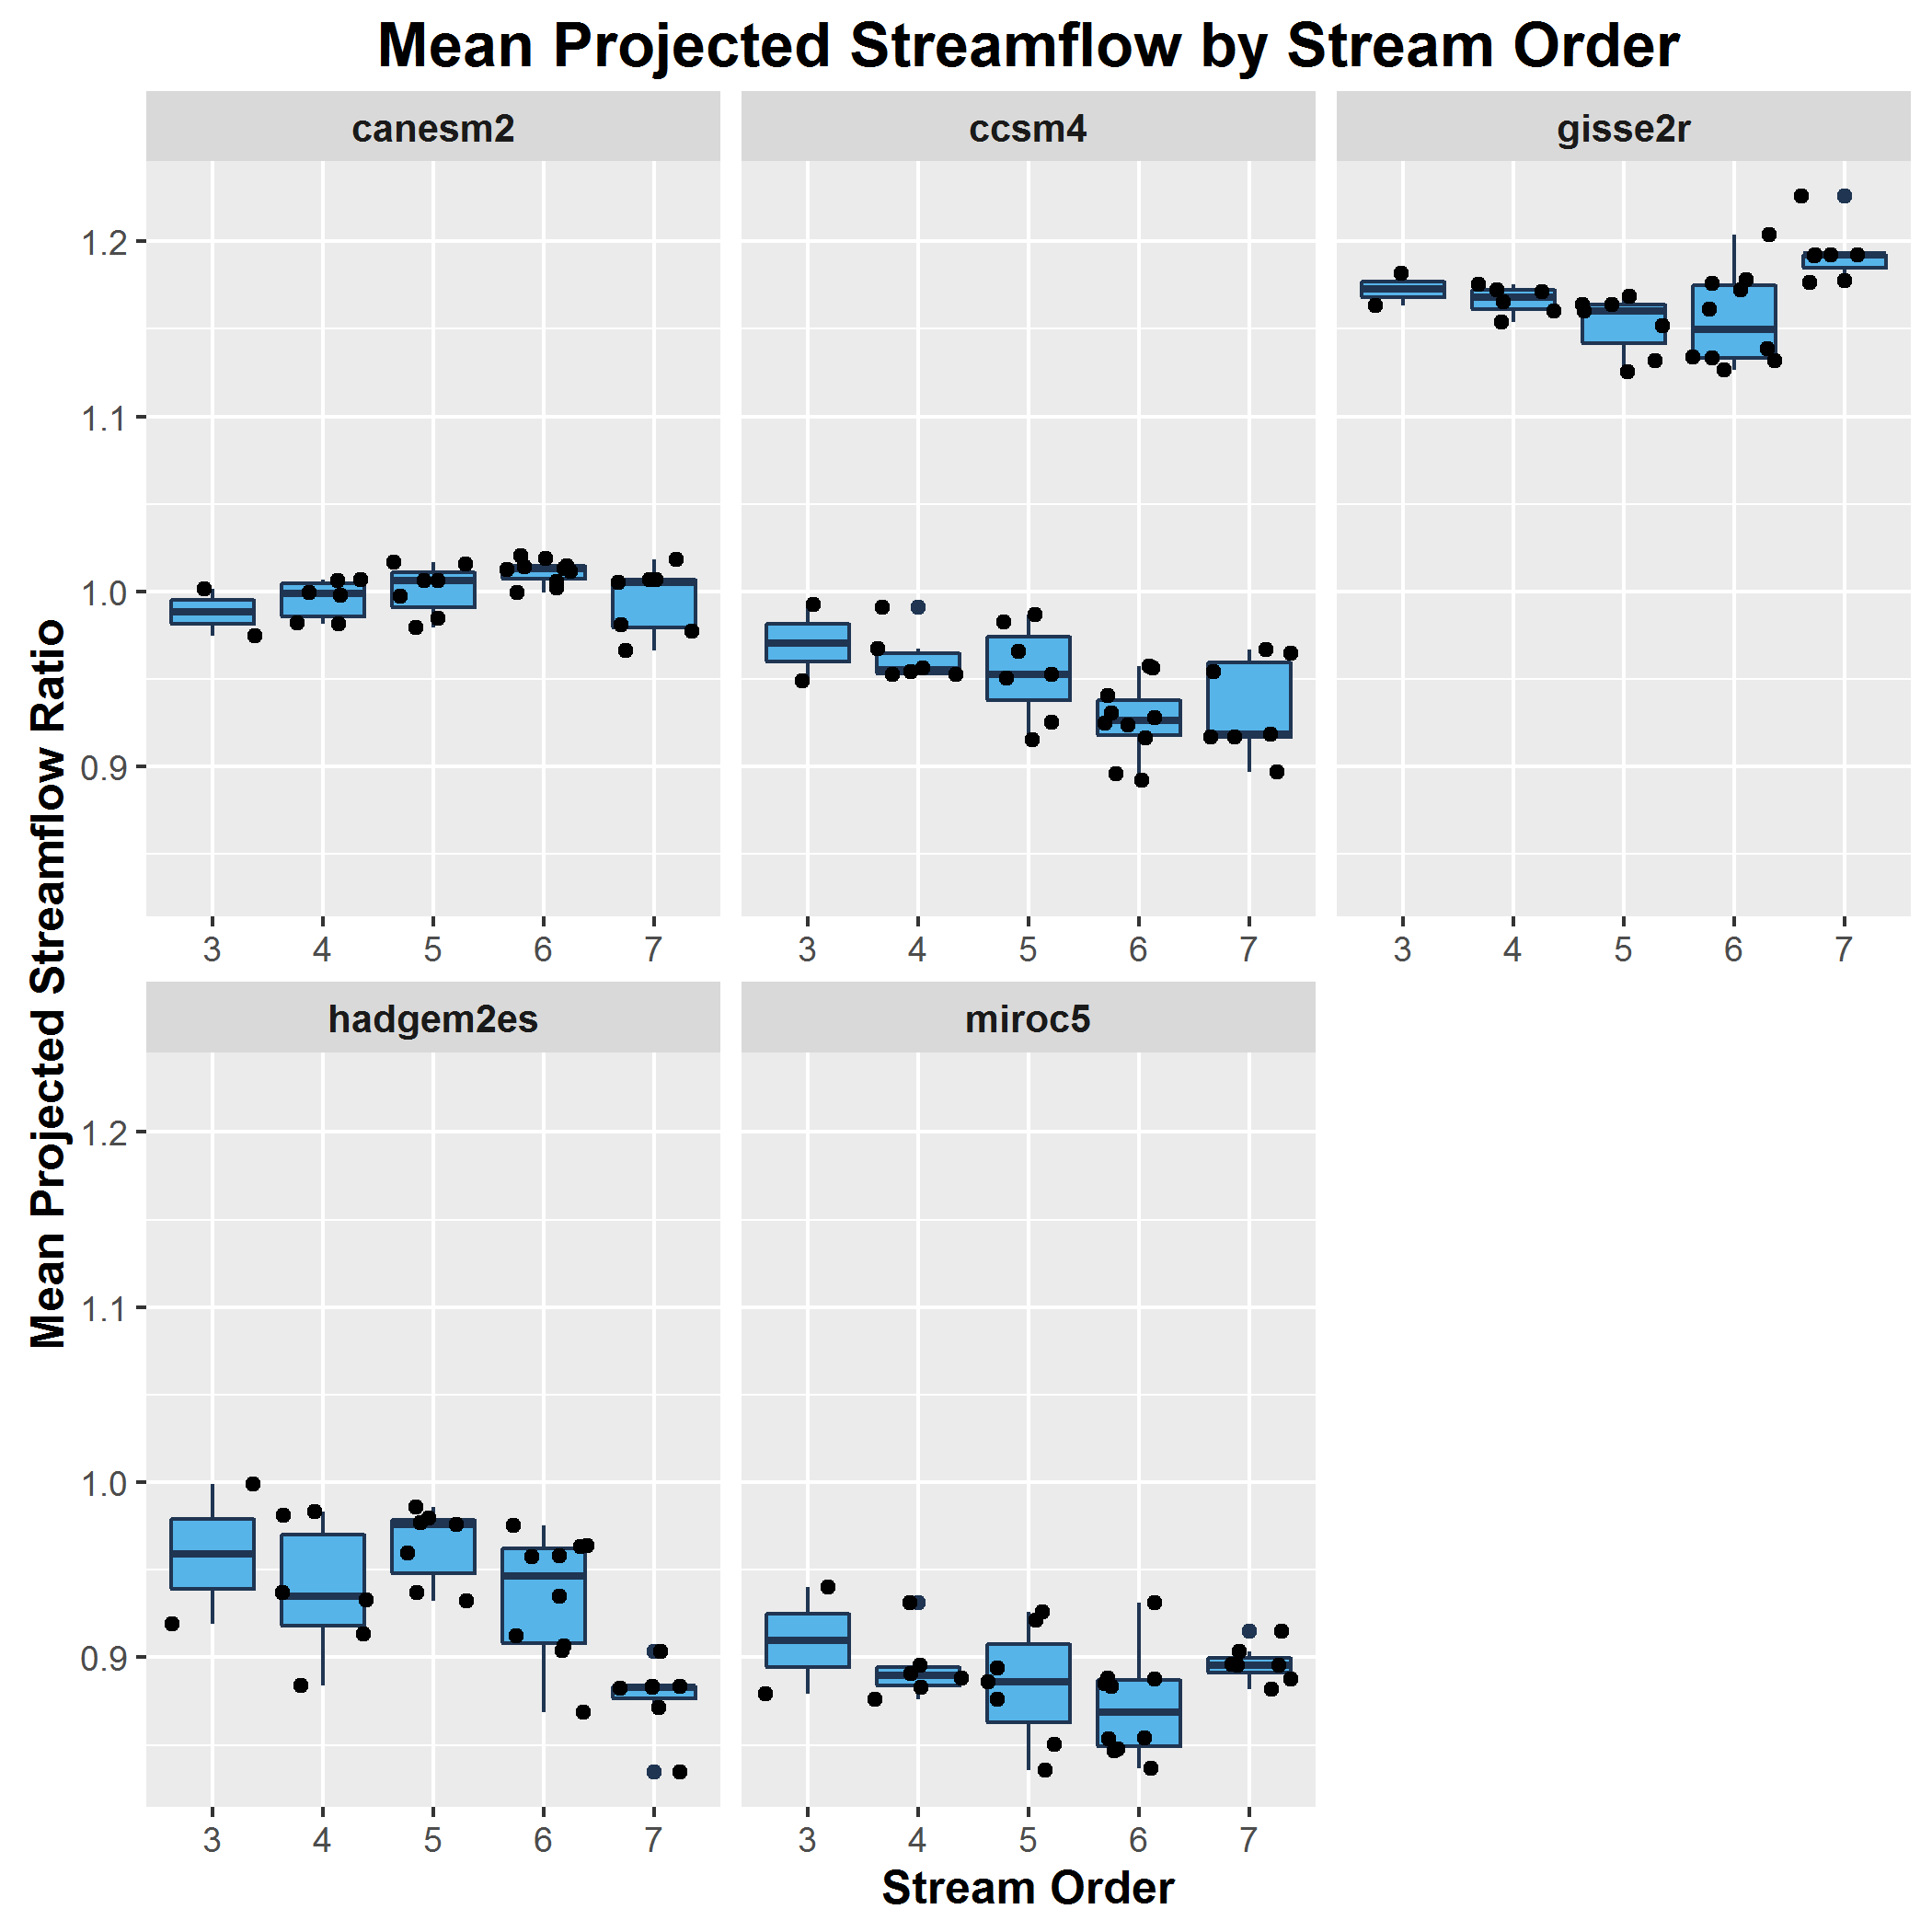 Mean Projected Streamflow by Stream Order
canesm2
ccsm4
gisse2r
1.2
1.1
1.0
0.9
3 4 5 6 7
3 4 5 6 7
3 4 5 6 7
Mean Projected Streamflow Ratio
hadgem2es
miroc5
1.2
1.1
1.0
0.9
3 4 5 6 7
3 4 5 6 7
Stream Order